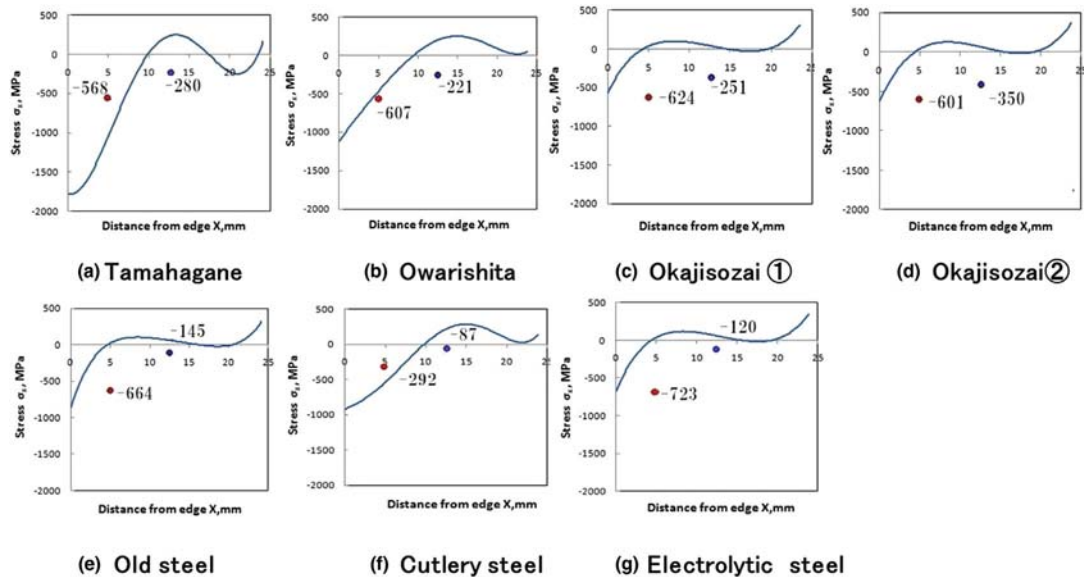 500
0
-500
-1000
-1500
-2000
0 5 10 15 20 25
-568
-280
Stress σx, MPa
Distance from edge X,mm
(a) Tamahagane
500
0
-500
-1000
-1500
-2000
0 5 10 15 20 25
-607
-221
Stress σx, MPa
Distance from edge X,mm
(b) Owarishita
500
0
-500
-1000
-1500
-2000
0 5 10 15 20 25
-624
-251
Stress σx, MPa
Distance from edge X,mm
(c) Okajisozai ①
500
0
-500
-1000
-1500
-2000
0 5 10 15 20 25
-601
-350
Stress σx, MPa
Distance from edge X,mm
(d) Okajisozai②
500
0
-500
-1000
-1500
-2000
0 5 10 15 20 25
-145
-664
Stress σx, MPa
Distance from edge X,mm
(e) Old steel
500
0
-500
-1000
-1500
-2000
0 5 10 15 20 25
-87
-292
Stress σx, MPa
Distance from edge X,mm
(f) Cutlery steel
500
0
-500
-1000
-1500
-2000
0 5 10 15 20 25
-120
-723
Stress σx, MPa
Distance from edge X,mm
(g) Electrolytic steel